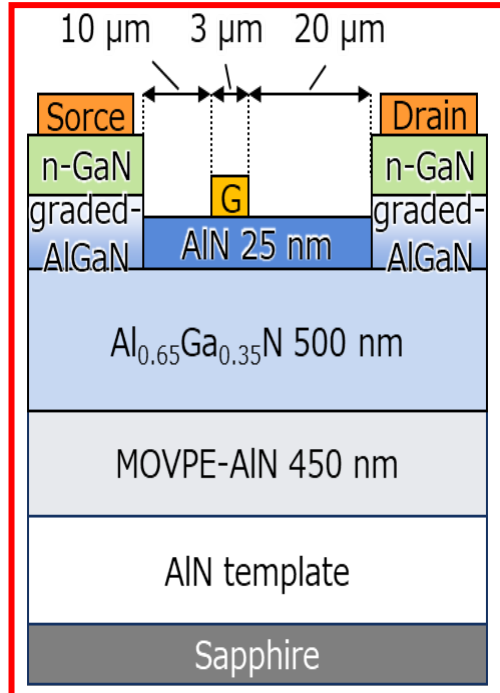 10 µm 3 µm 20 µm
Sorce Drain
n-GaN n-GaN
graded- G graded-
AlGaN AlN 25 nm AlGaN
Al₀.₆₅Ga₀.₃₅N 500 nm
MOVPE-AlN 450 nm
AlN template
Sapphire